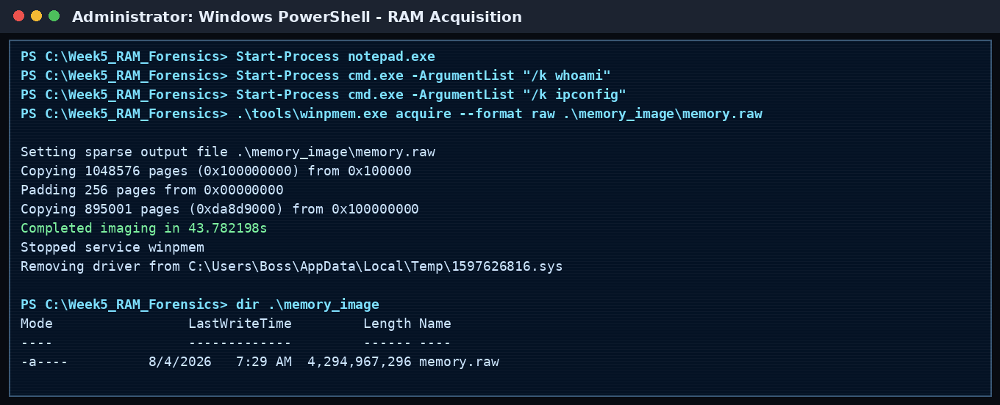 Administrator: Windows PowerShell - RAM Acquisition
PS C:\Week5_RAM_Forensics> Start-Process notepad.exe
PS C:\Week5_RAM_Forensics> Start-Process cmd.exe -ArgumentList "/k whoami"
PS C:\Week5_RAM_Forensics> Start-Process cmd.exe -ArgumentList "/k ipconfig"
PS C:\Week5_RAM_Forensics> .\tools\winpmem.exe acquire --format raw .\memory_image\memory.raw
Setting sparse output file .\memory_image\memory.raw
Copying 1048576 pages (0x100000000) from 0x100000
Padding 256 pages from 0x00000000
Copying 895001 pages (0xda8d9000) from 0x100000000
Completed imaging in 43.782198s
Stopped service winpmem
Removing driver from C:\Users\Boss\AppData\Local\Temp\1597626816.sys
PS C:\Week5_RAM_Forensics> dir .\memory_image
Mode                 LastWriteTime         Length Name
----                 -------------         ------ ----
-a----          8/4/2026   7:29 AM  4,294,967,296 memory.raw